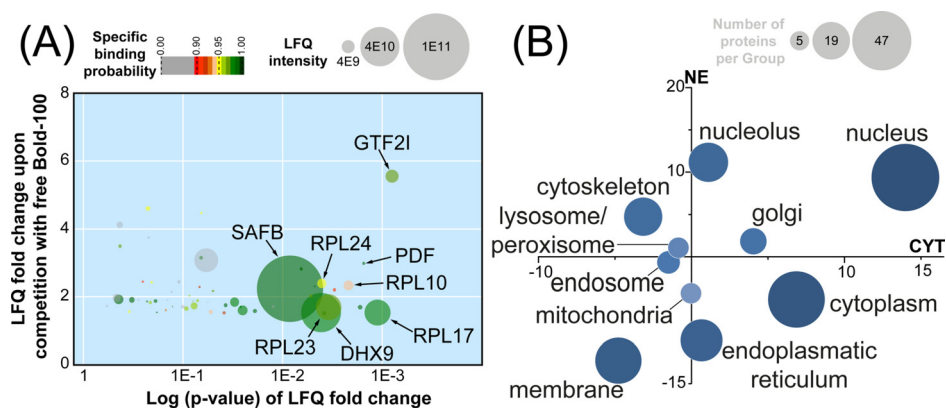 (A)
Specific
binding
probability
0.00
0.90
0.95
1.00
LFQ
intensity
4E9
4E10
1E11
LFQ fold change upon
competition with free Bold-100
8
6
4
2
0
GTF2I
SAFB
RPL24
PDF
RPL10
RPL23
DHX9
RPL17
1
1E-1
1E-2
1E-3
Log (p-value) of LFQ fold change
(B)
Number of
proteins
per Group
5
19
47
NE
20
nucleolus
nucleus
10
cytoskeleton
lysosome/
peroxisome
golgi
CYT
-10
5
10
15
endosome
mitochondria
cytoplasm
endoplasmatic
reticulum
membrane
-15